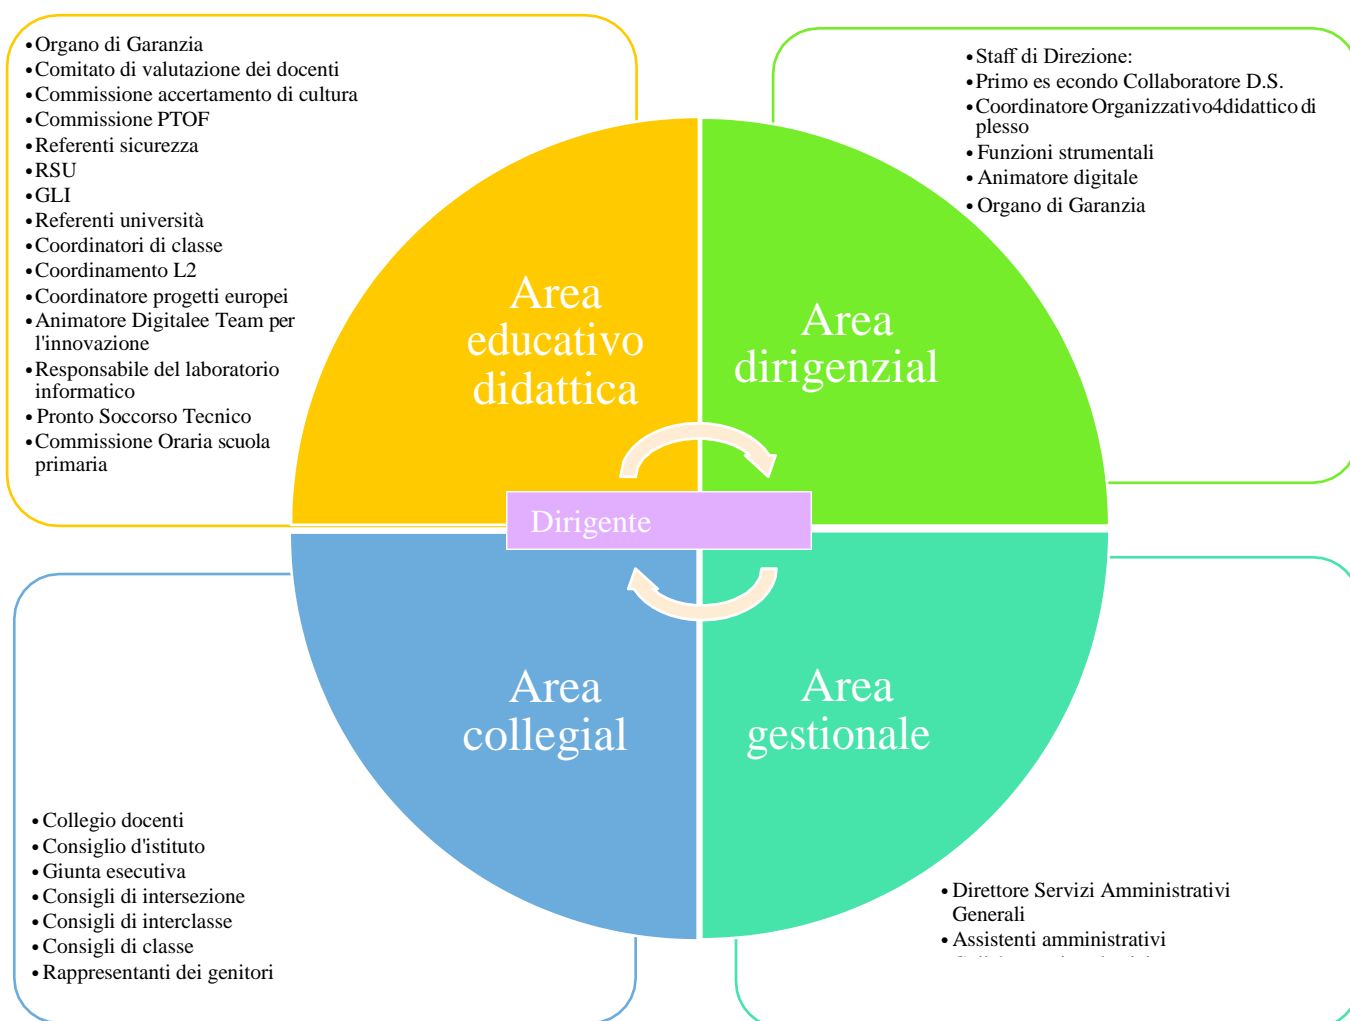 •Organo di Garanzia
•Comitato di valutazione dei docenti
•Commissione accertamento di cultura
•Commissione PTOF
•Referenti sicurezza
•RSU
•GLI
•Referenti università
•Coordinatori di classe
•Coordinamento L2
•Coordinatore progetti europei
•Animatore Digitalee Team per
l'innovazione
•Responsabile del laboratorio
informatico
•Pronto Soccorso Tecnico
•Commissione Oraria scuola
primaria
•Staff di Direzione:
•Primo es econdo Collaboratore D.S.
•Coordinatore Organizzativo4didattico di
plesso
•Funzioni strumentali
•Animatore digitale
•Organo di Garanzia
Area
educativo
didattica
Area
dirigenzial
Dirigente
Area
collegial
Area
gestionale
•Collegio docenti
•Consiglio d'istituto
•Giunta esecutiva
•Consigli di intersezione
•Consigli di interclasse
•Consigli di classe
•Rappresentanti dei genitori
•Direttore Servizi Amministrativi
Generali
•Assistenti amministrativi